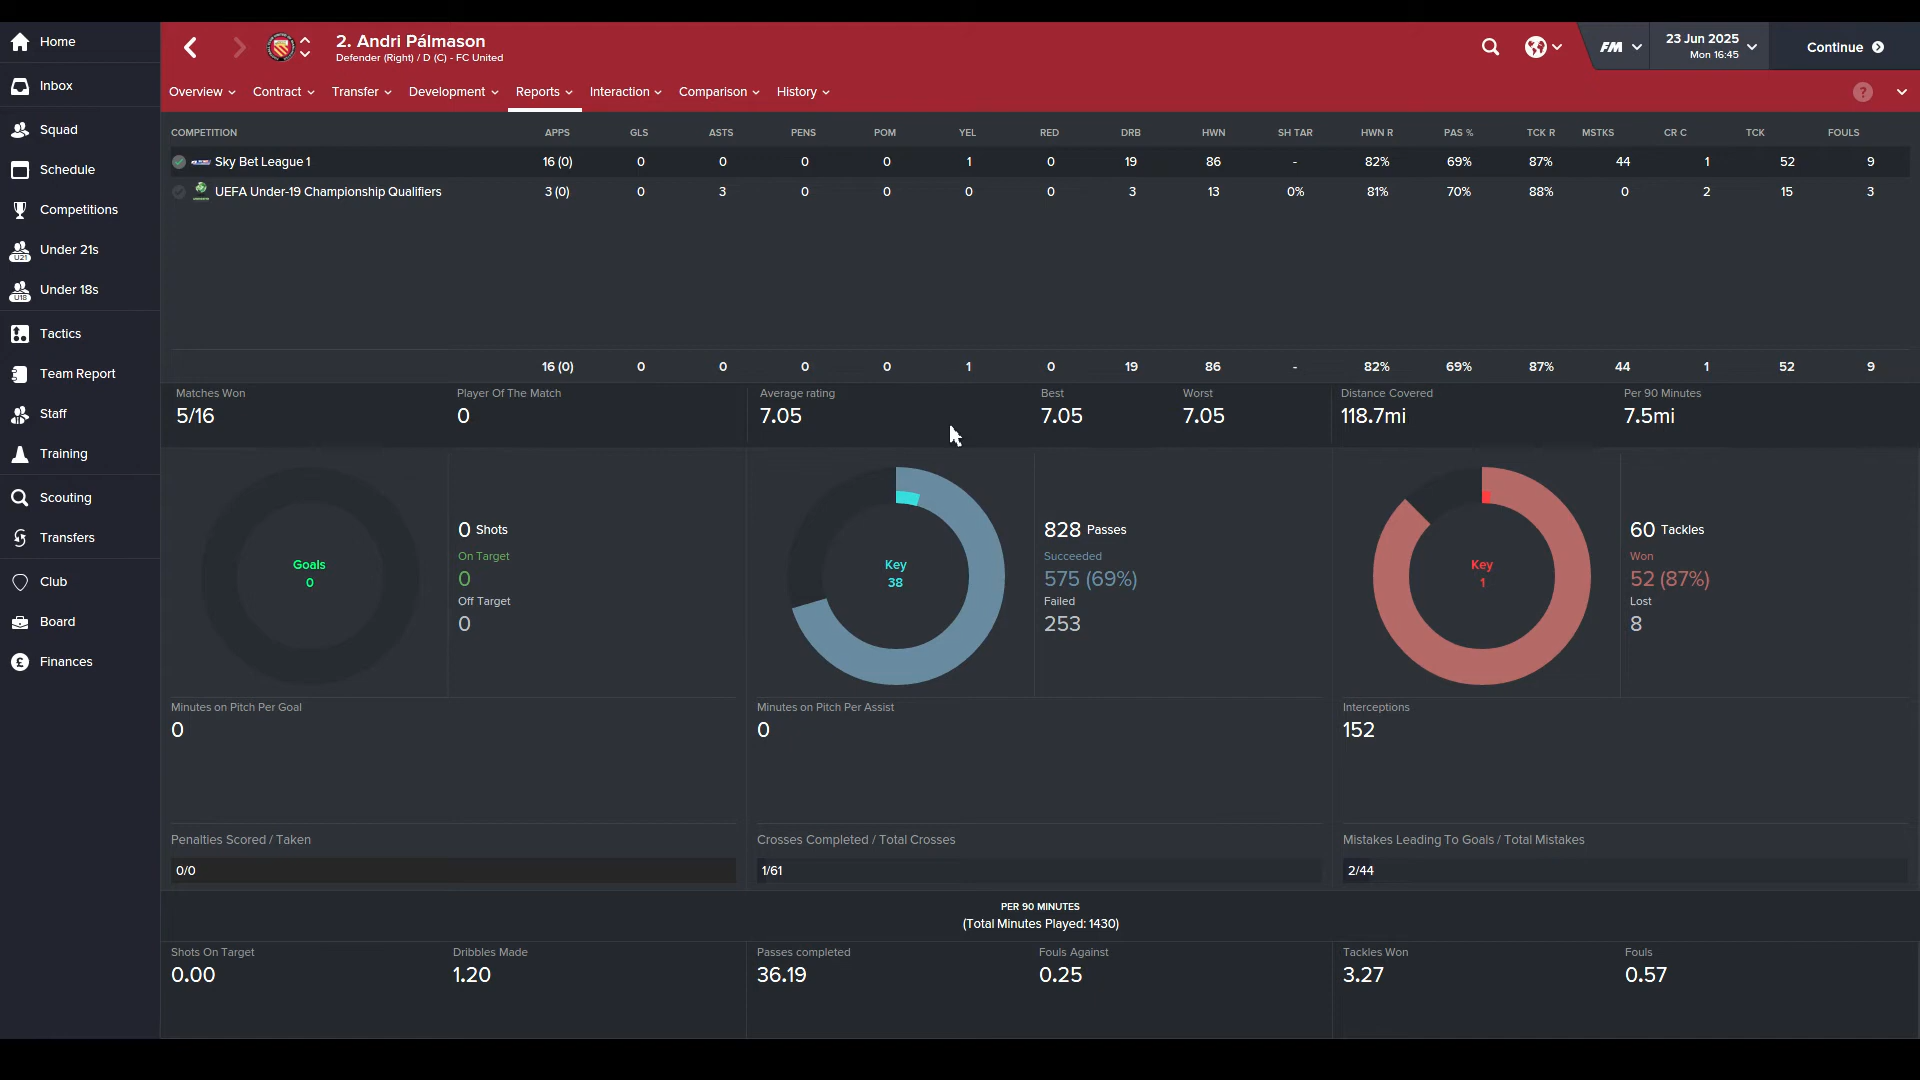 Home
Inbox
Squad
Schedule
Competitions
Under 21s
U21
Under 18s
U18
Tactics
Team Report
Staff
Training
Scouting
Transfers
Club
Board
Finances
2. Andri Pálmason
Defender (Right) / D (C) - FC United
FM
23 Jun 2025
Mon 16:45
Continue
Overview Contract Transfer Development Reports Interaction Comparison History
?
COMPETITION APPS GLS ASTS PENS POM YEL RED DRB HWN SH TAR HWN R PAS % TCK R MSTKS CR C TCK FOULS
Sky Bet League 1 16 (0) 0 0 0 0 1 0 19 86 - 82% 69% 87% 44 1 52 9
UEFA Under-19 Championship Qualifiers 3 (0) 0 3 0 0 0 0 3 13 0% 81% 70% 88% 0 2 15 3
16 (0) 0 0 0 0 1 0 19 86 - 82% 69% 87% 44 1 52 9
Matches Won Player Of The Match Average rating Best Worst Distance Covered Per 90 Minutes
5/16 0 7.05 7.05 7.05 118.7mi 7.5mi
Goals
0
0 Shots
On Target
0
Off Target
0
Key
38
828 Passes
Succeeded
575 (69%)
Failed
253
Key
1
60 Tackles
Won
52 (87%)
Lost
8
Minutes on Pitch Per Goal Minutes on Pitch Per Assist Interceptions
0 0 152
Penalties Scored / Taken Crosses Completed / Total Crosses Mistakes Leading To Goals / Total Mistakes
0/0 1/61 2/44
PER 90 MINUTES
(Total Minutes Played: 1430)
Shots On Target Dribbles Made Passes completed Fouls Against Tackles Won Fouls
0.00 1.20 36.19 0.25 3.27 0.57